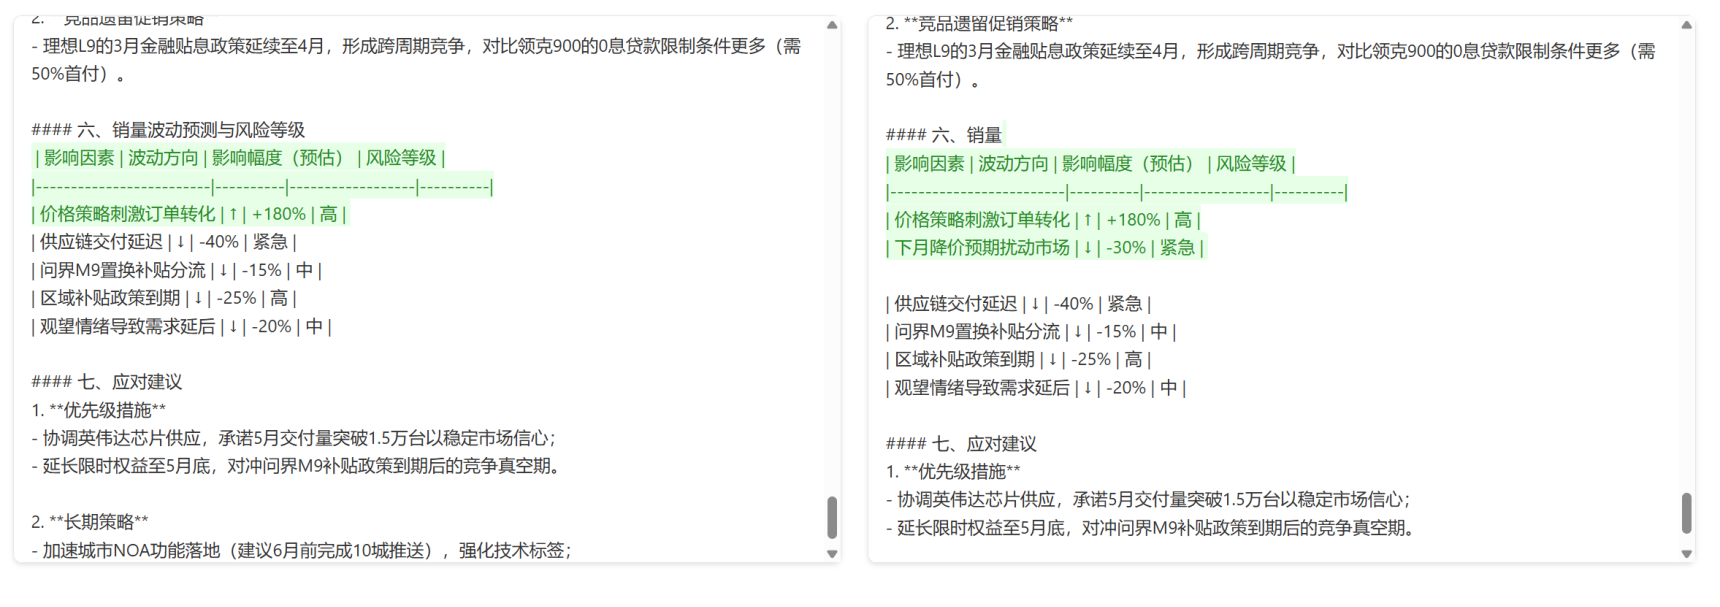 2. **竞品遗留促销策略**
- 理想L9的3月金融贴息政策延续至4月，形成跨周期竞争，对比领克900的0息贷款限制条件更多（需
50%首付）。
#### 六、销量波动预测与风险等级
| 影响因素 | 波动方向 | 影响幅度（预估） | 风险等级 |
|-------------------------|----------|------------------|----------|
| 价格策略刺激订单转化 | ↑ | +180% | 高 |
| 供应链交付延迟 | ↓ | -40% | 紧急 |
| 问界M9置换补贴分流 | ↓ | -15% | 中 |
| 区域补贴政策到期 | ↓ | -25% | 高 |
| 观望情绪导致需求延后 | ↓ | -20% | 中 |
#### 七、应对建议
1. **优先级措施**
- 协调英伟达芯片供应，承诺5月交付量突破1.5万台以稳定市场信心；
- 延长限时权益至5月底，对冲问界M9补贴政策到期后的竞争真空期。
2. **长期策略**
- 加速城市NOA功能落地（建议6月前完成10城推送），强化技术标签；
2. **竞品遗留促销策略**
- 理想L9的3月金融贴息政策延续至4月，形成跨周期竞争，对比领克900的0息贷款限制条件更多（需
50%首付）。
#### 六、销量
| 影响因素 | 波动方向 | 影响幅度（预估） | 风险等级 |
|-------------------------|----------|------------------|----------|
| 价格策略刺激订单转化 | ↑ | +180% | 高 |
| 下月降价预期扰动市场 | ↓ | -30% | 紧急 |
| 供应链交付延迟 | ↓ | -40% | 紧急 |
| 问界M9置换补贴分流 | ↓ | -15% | 中 |
| 区域补贴政策到期 | ↓ | -25% | 高 |
| 观望情绪导致需求延后 | ↓ | -20% | 中 |
#### 七、应对建议
1. **优先级措施**
- 协调英伟达芯片供应，承诺5月交付量突破1.5万台以稳定市场信心；
- 延长限时权益至5月底，对冲问界M9补贴政策到期后的竞争真空期。